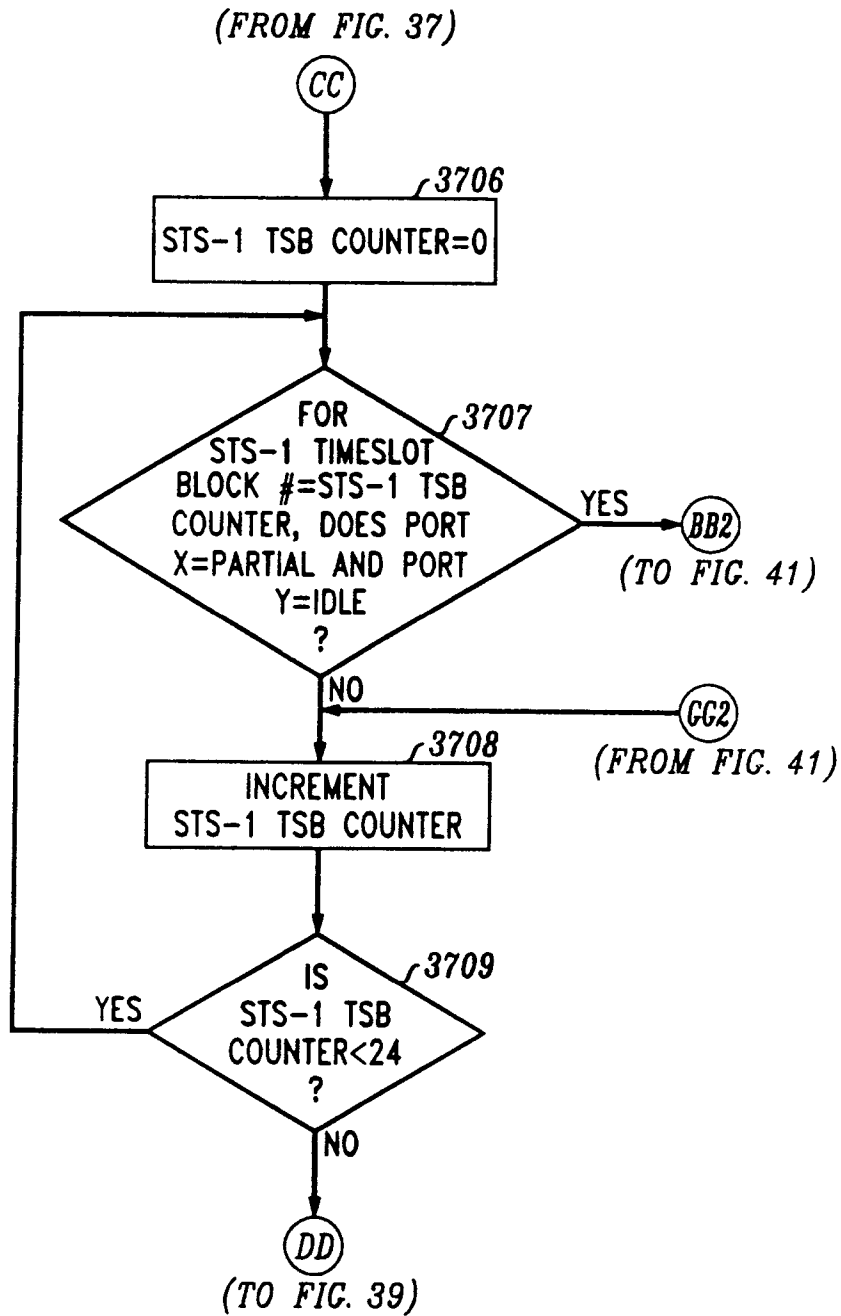 (FROM FIG. 37)
CC
3706
STS-1 TSB COUNTER=0
3707
FOR
STS-1 TIMESLOT
BLOCK #=STS-1 TSB
COUNTER, DOES PORT
X=PARTIAL AND PORT
Y=IDLE
?
YES
BB2
(TO FIG. 41)
NO
GG2
(FROM FIG. 41)
3708
INCREMENT
STS-1 TSB COUNTER
3709
IS
STS-1 TSB
COUNTER<24
?
YES
NO
DD
(TO FIG. 39)